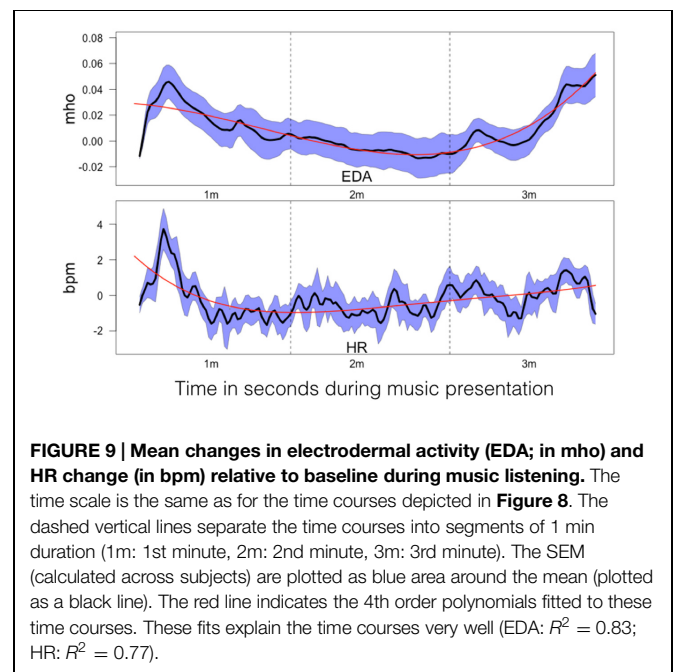 0.08
0.06
0.04
0.02
0.00
-0.02
mho
EDA
1m 2m 3m
4
2
0
-2
bpm
HR
1m 2m 3m
Time in seconds during music presentation
FIGURE 9 | Mean changes in electrodermal activity (EDA; in mho) and
HR change (in bpm) relative to baseline during music listening. The
time scale is the same as for the time courses depicted in Figure 8. The
dashed vertical lines separate the time courses into segments of 1 min
duration (1m: 1st minute, 2m: 2nd minute, 3m: 3rd minute). The SEM
(calculated across subjects) are plotted as blue area around the mean (plotted
as a black line). The red line indicates the 4th order polynomials fitted to these
time courses. These fits explain the time courses very well (EDA: R² = 0.83;
HR: R² = 0.77).